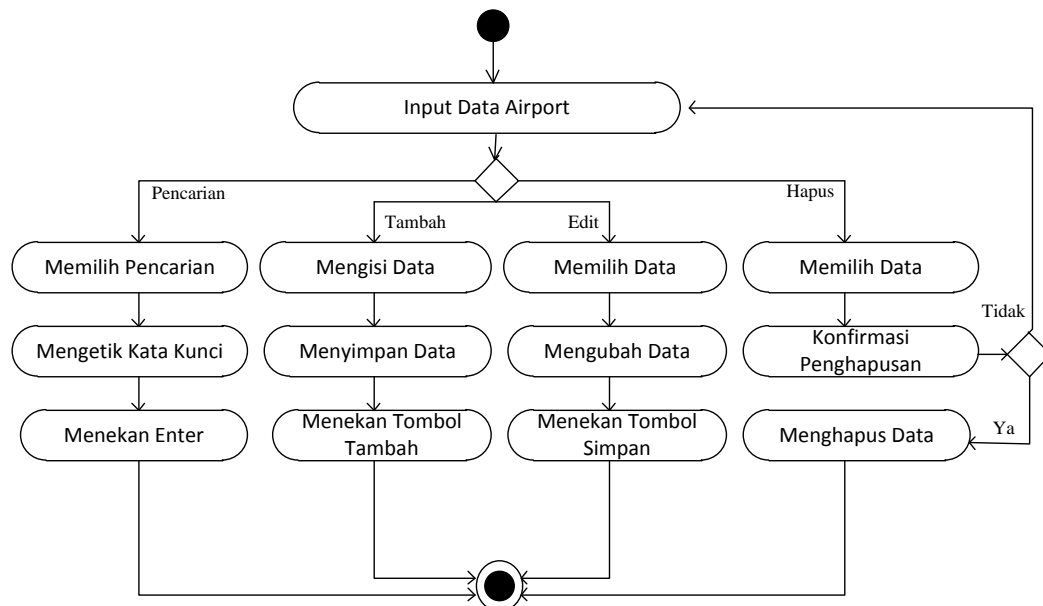 Input Data Airport
Pencarian
Tambah
Edit
Hapus
Memilih Pencarian
Mengisi Data
Memilih Data
Memilih Data
Tidak
Mengetik Kata Kunci
Menyimpan Data
Mengubah Data
Konfirmasi
Penghapusan
Menekan Enter
Menekan Tombol
Tambah
Menekan Tombol
Simpan
Menghapus Data
Ya